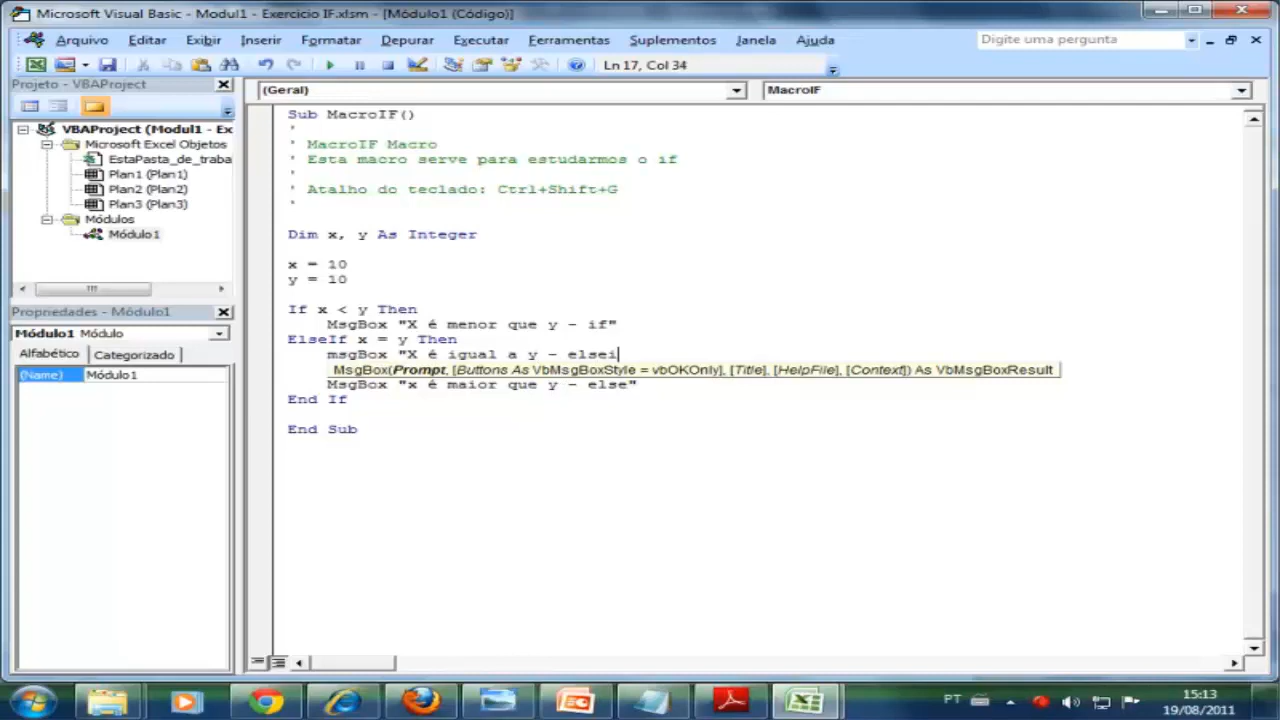 Microsoft Visual Basic - Modul1 - Exercicio IF.xlsm - [Módulo1 (Código)]
Arquivo Editar Exibir Inserir Formatar Depurar Executar Ferramentas Suplementos Janela Ajuda
Digite uma pergunta
Ln 17, Col 34
Projeto - VBAProject
(Geral)
MacroIF
VBAProject (Modul1 - Ex
Microsoft Excel Objetos
EstaPasta_de_traba
Plan1 (Plan1)
Plan2 (Plan2)
Plan3 (Plan3)
Módulos
Módulo1
Propriedades - Módulo1
Módulo1 Módulo
Alfabético Categorizado
(Name) Módulo1
Sub MacroIF()
'
' MacroIF Macro
' Esta macro serve para estudarmos o if
'
' Atalho do teclado: Ctrl+Shift+G
'
Dim x, y As Integer
x = 10
y = 10
If x < y Then
MsgBox "X é menor que y - if"
ElseIf x = y Then
msgBox "X é igual a y - elsei
MsgBox(Prompt, [Buttons As VbMsgBoxStyle = vbOKOnly], [Title], [HelpFile], [Context]) As VbMsgBoxResult
MsgBox "x é maior que y - else"
End If
End Sub
PT
15:13
19/08/2011